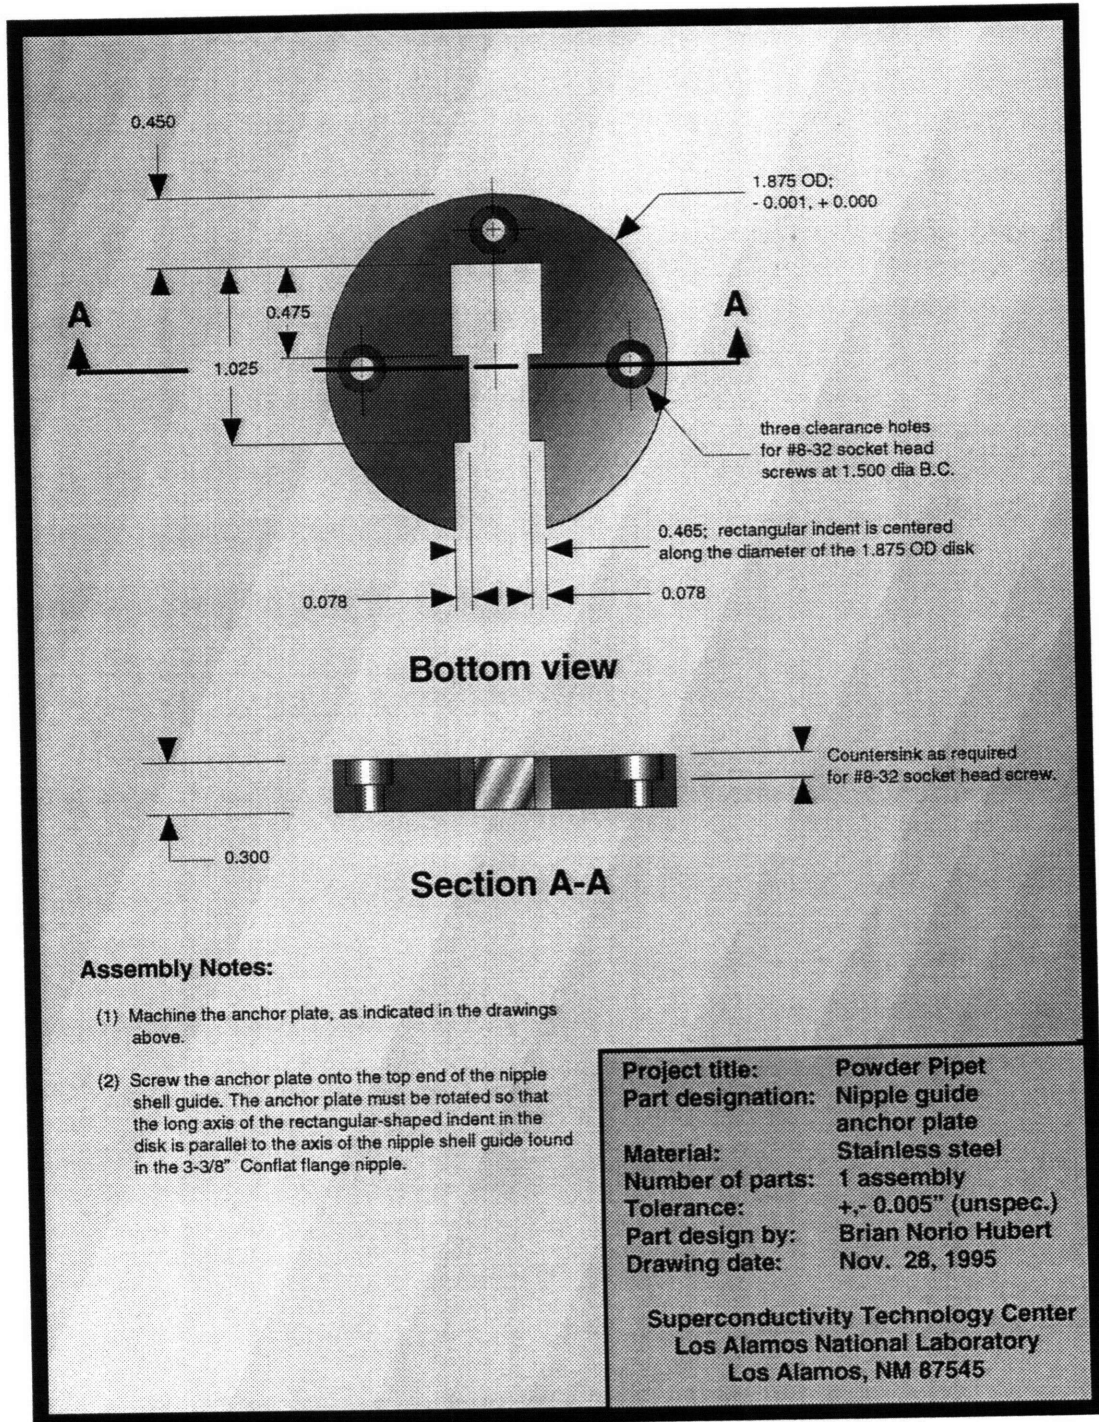 0.450
1.875 OD;
- 0.001, + 0.000
A
A
0.475
1.025
three clearance holes
for #8-32 socket head
screws at 1.500 dia B.C.
0.465; rectangular indent is centered
along the diameter of the 1.875 OD disk
0.078
0.078
Bottom view
Countersink as required
for #8-32 socket head screw.
0.300
Section A-A
Assembly Notes:
(1) Machine the anchor plate, as indicated in the drawings
above.
(2) Screw the anchor plate onto the top end of the nipple
shell guide. The anchor plate must be rotated so that
the long axis of the rectangular-shaped indent in the
disk is parallel to the axis of the nipple shell guide found
in the 3-3/8" Conflat flange nipple.
Project title: Powder Pipet
Part designation: Nipple guide
anchor plate
Material: Stainless steel
Number of parts: 1 assembly
Tolerance: +,- 0.005" (unspec.)
Part design by: Brian Norio Hubert
Drawing date: Nov. 28, 1995
Superconductivity Technology Center
Los Alamos National Laboratory
Los Alamos, NM 87545